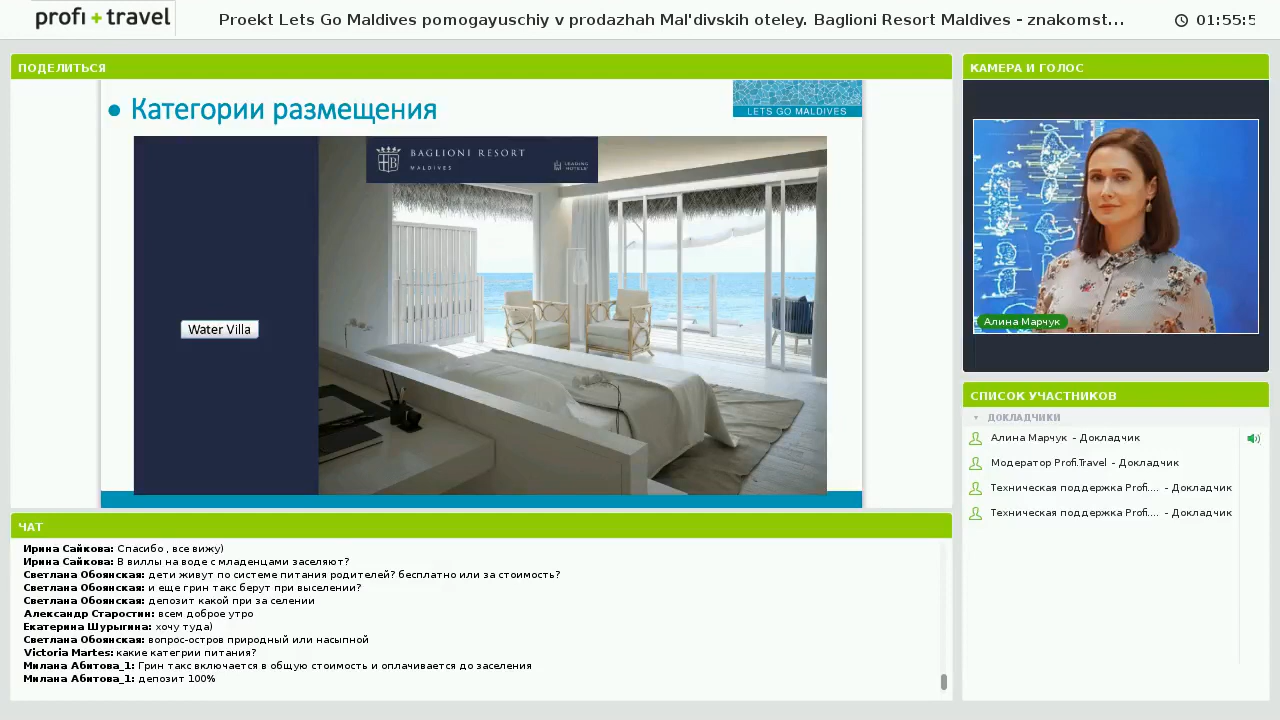 profi+travel
Proekt Lets Go Maldives pomogayuschiy v prodazhah Mal'divskih oteley. Baglioni Resort Maldives - znakomst...
01:55:5
ПОДЕЛИТЬСЯ
• Категории размещения
LETS GO MALDIVES
BAGLIONI RESORT
MALDIVES
LEADING
HOTELS
Water Villa
КАМЕРА И ГОЛОС
Алина Марчук
СПИСОК УЧАСТНИКОВ
ДОКЛАДЧИКИ
Алина Марчук - Докладчик
Модератор Profi.Travel - Докладчик
Техническая поддержка Profi.... - Докладчик
Техническая поддержка Profi.... - Докладчик
ЧАТ
Ирина Сайкова: Спасибо , все вижу)
Ирина Сайкова: В виллы на воде с младенцами заселяют?
Светлана Обоянская: дети живут по системе питания родителей? бесплатно или за стоимость?
Светлана Обоянская: и еще грин такс берут при выселении?
Светлана Обоянская: депозит какой при за селении
Александр Старостин: всем доброе утро
Екатерина Шурыгина: хочу туда)
Светлана Обоянская: вопрос-остров природный или насыпной
Victoria Martes: какие категрии питания?
Милана Абитова_1: Грин такс включается в общую стоимость и оплачивается до заселения
Милана Абитова_1: депозит 100%